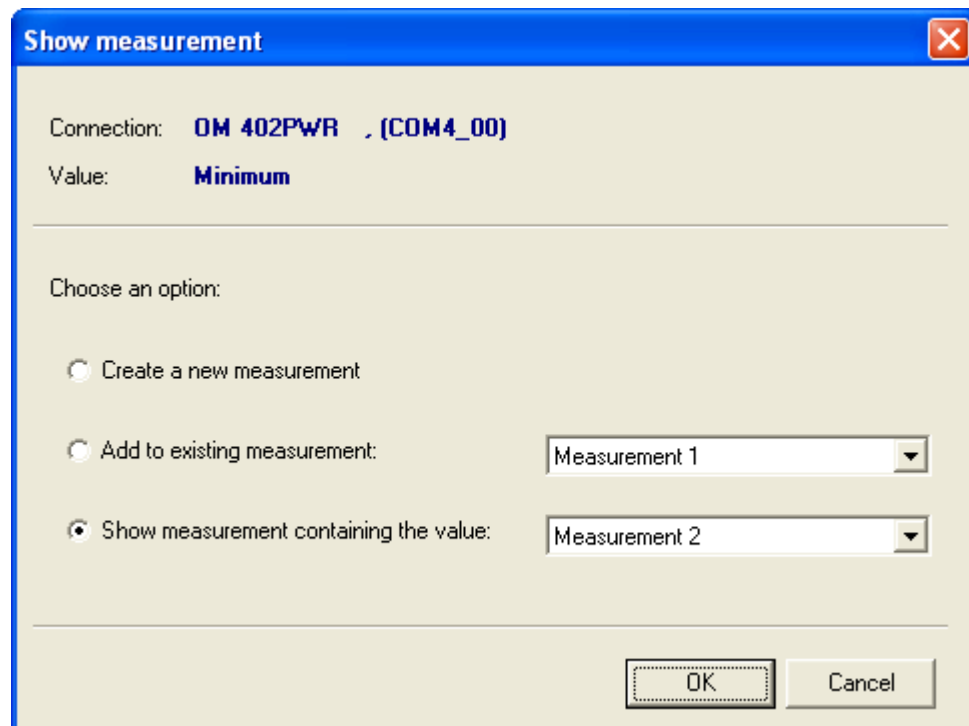 Show measurement
Connection: OM 402PWR , (COM4_00)
Value: Minimum
Choose an option:
Create a new measurement
Add to existing measurement: Measurement 1
Show measurement containing the value: Measurement 2
OK Cancel